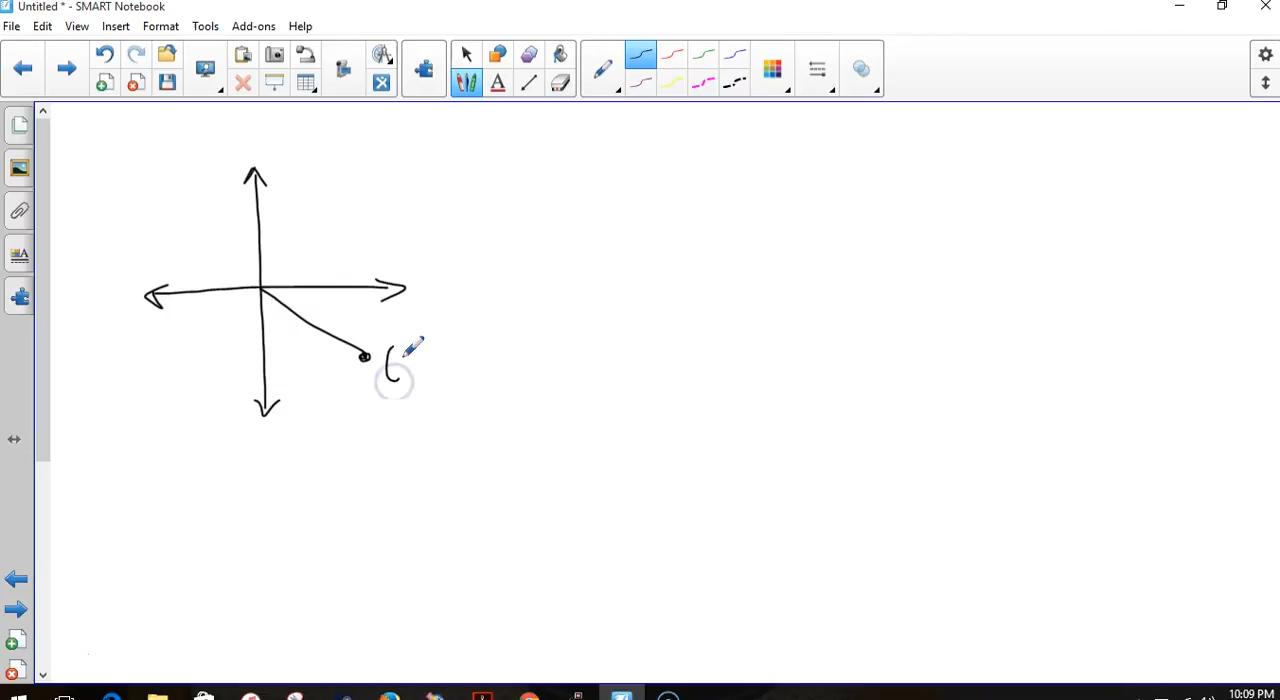 Untitled * - SMART Notebook
File Edit View Insert Format Tools Add-ons Help
(
10:09 PM